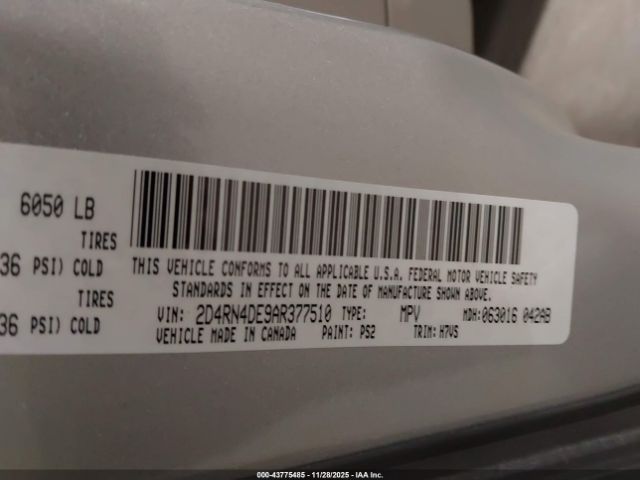 6050 LB
TIRES
36 PSI) COLD
TIRES
36 PSI) COLD
THIS VEHICLE CONFORMS TO ALL APPLICABLE U.S.A. FEDERAL MOTOR VEHICLE SAFETY
STANDARDS IN EFFECT ON THE DATE OF MANUFACTURE SHOWN ABOVE.
VIN: 2D4RN4DE9AR377510 TYPE: MPV MDH: 063016 042AB
VEHICLE MADE IN CANADA PAINT: PS2 TRIM: H7VS
000-43775485 - 11/28/2025 - IAA Inc.